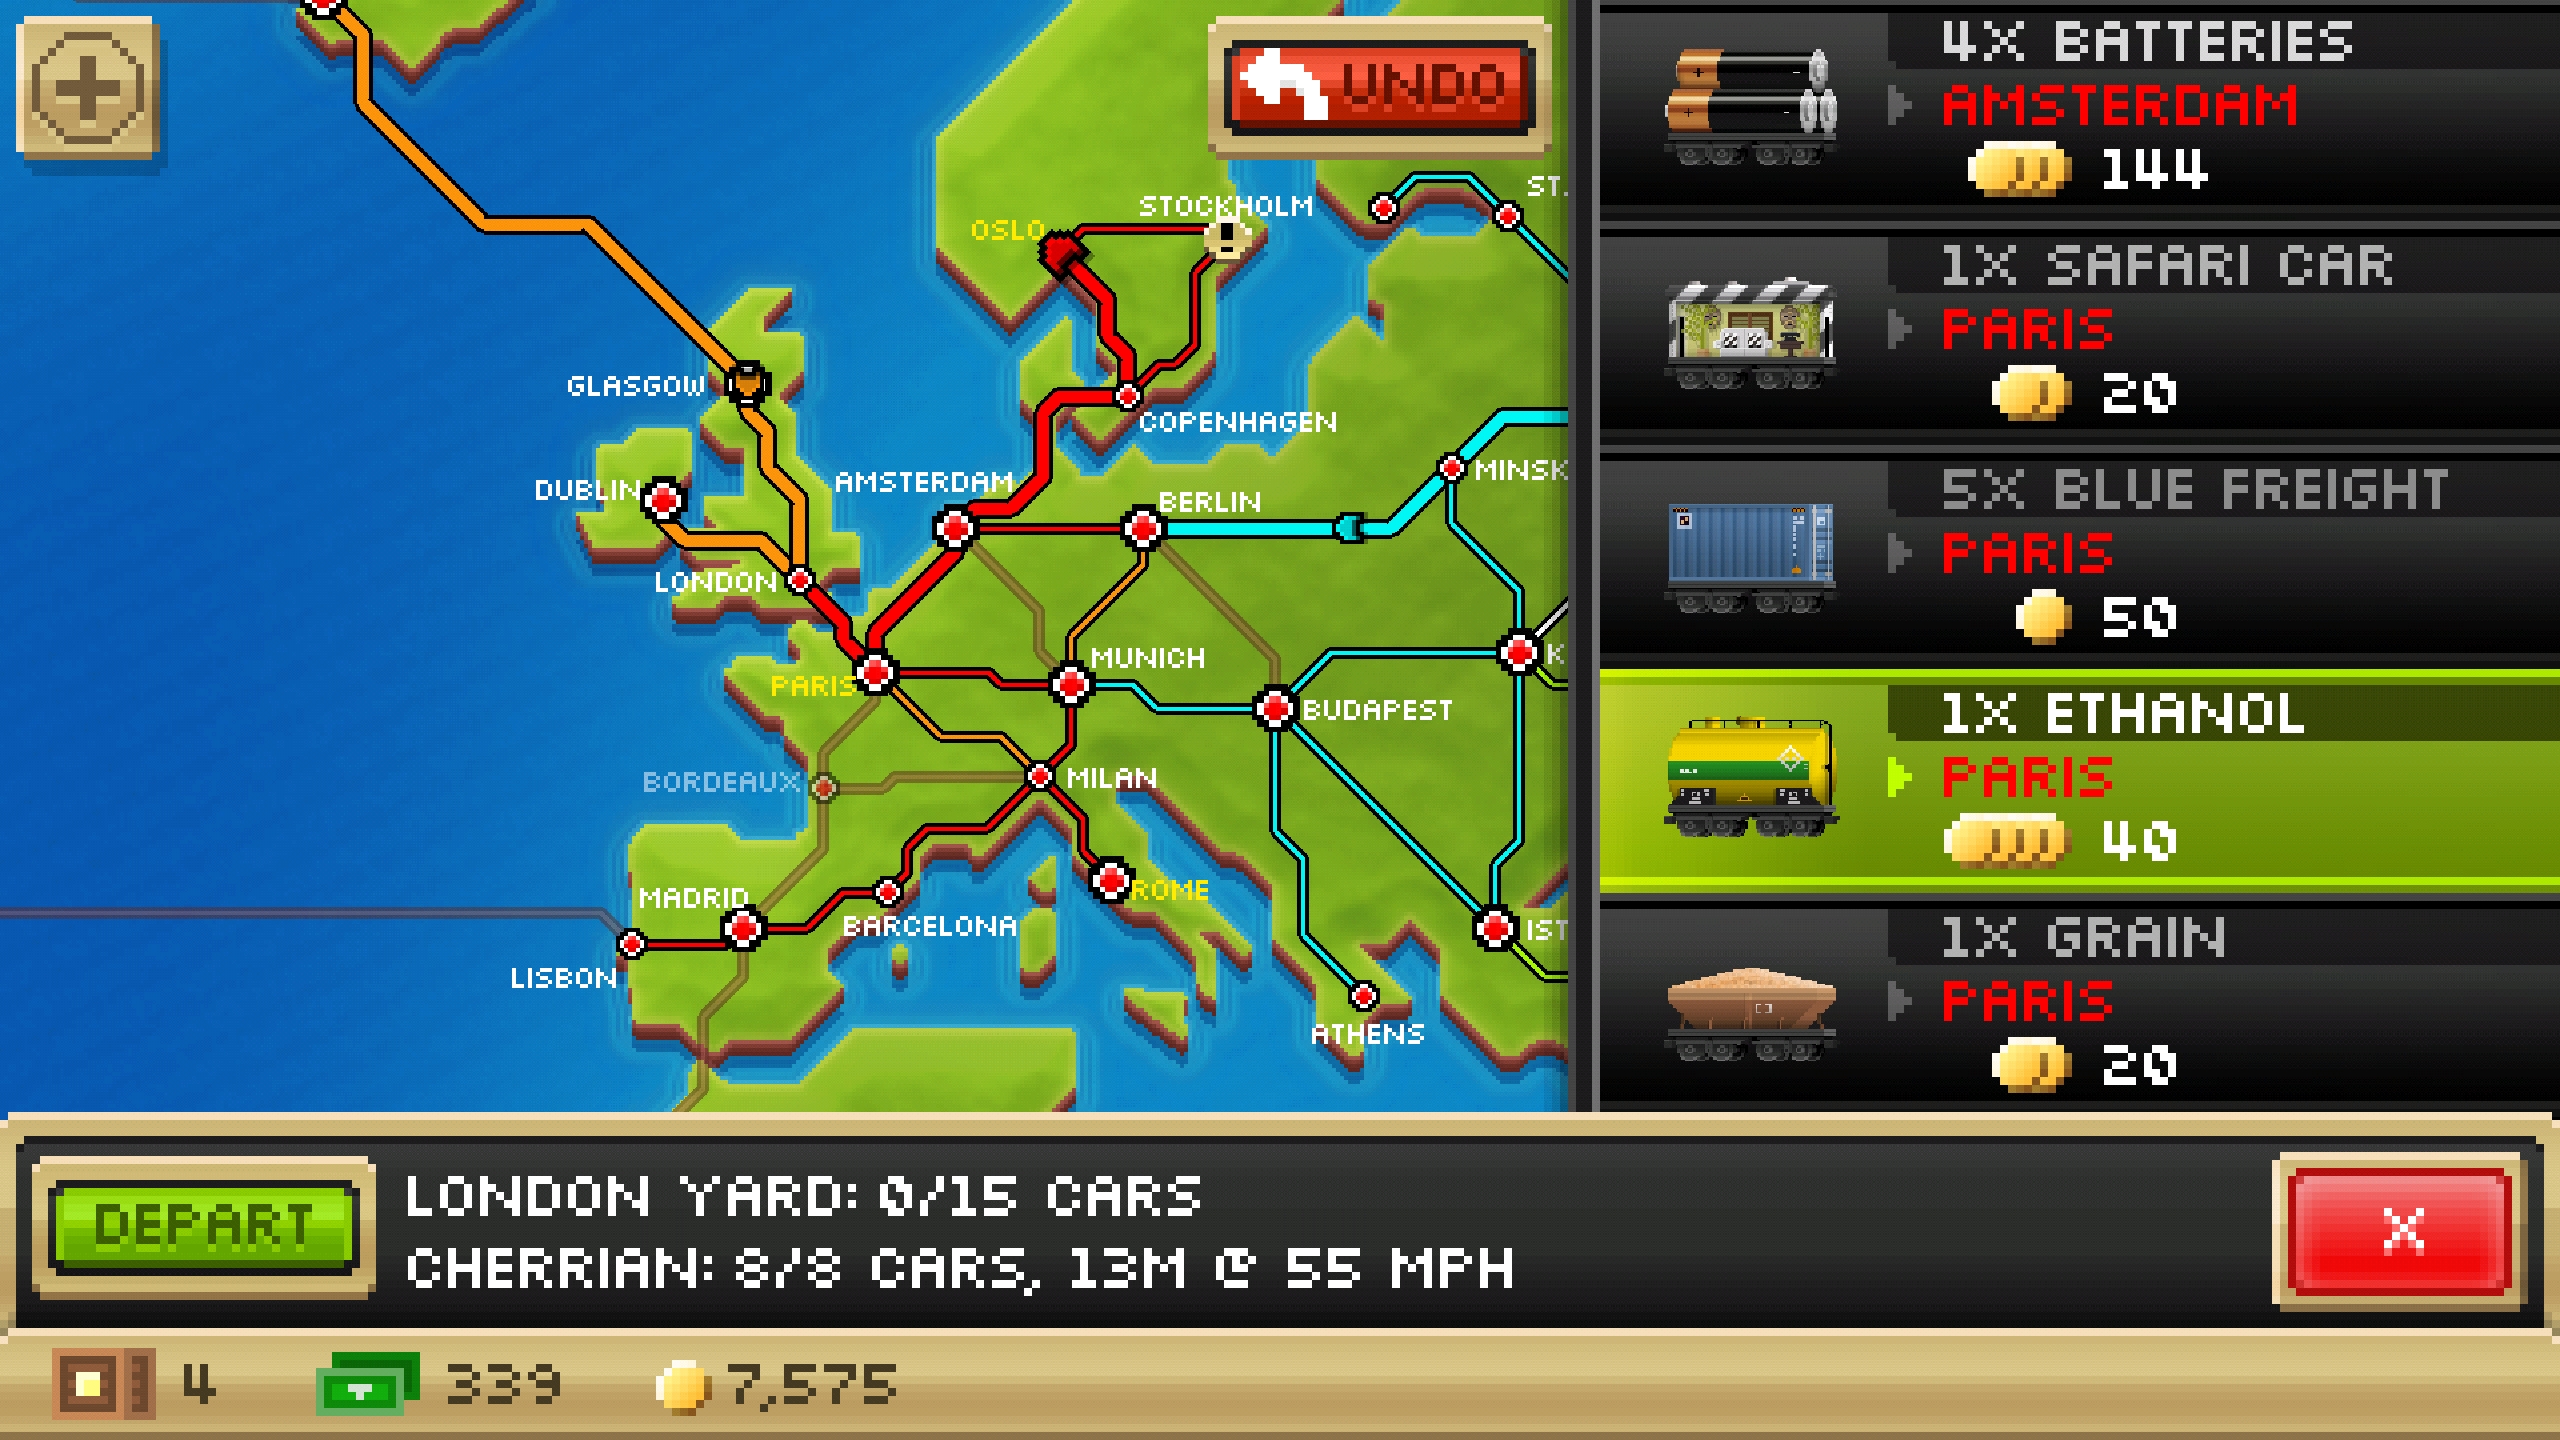 UNDO
OSLO
STOCKHOLM
ST.
GLASGOW
COPENHAGEN
DUBLIN
AMSTERDAM
BERLIN
MINSK
LONDON
PARIS
MUNICH
K
BUDAPEST
BORDEAUX
MILAN
MADRID
ROME
BARCELONA
IST
LISBON
ATHENS
4X BATTERIES
AMSTERDAM
144
1X SAFARI CAR
PARIS
20
5X BLUE FREIGHT
PARIS
50
1X ETHANOL
PARIS
40
1X GRAIN
PARIS
20
DEPART
LONDON YARD: 0/15 CARS
CHERRIAN: 8/8 CARS, 13M @ 55 MPH
X
4
339
7,575